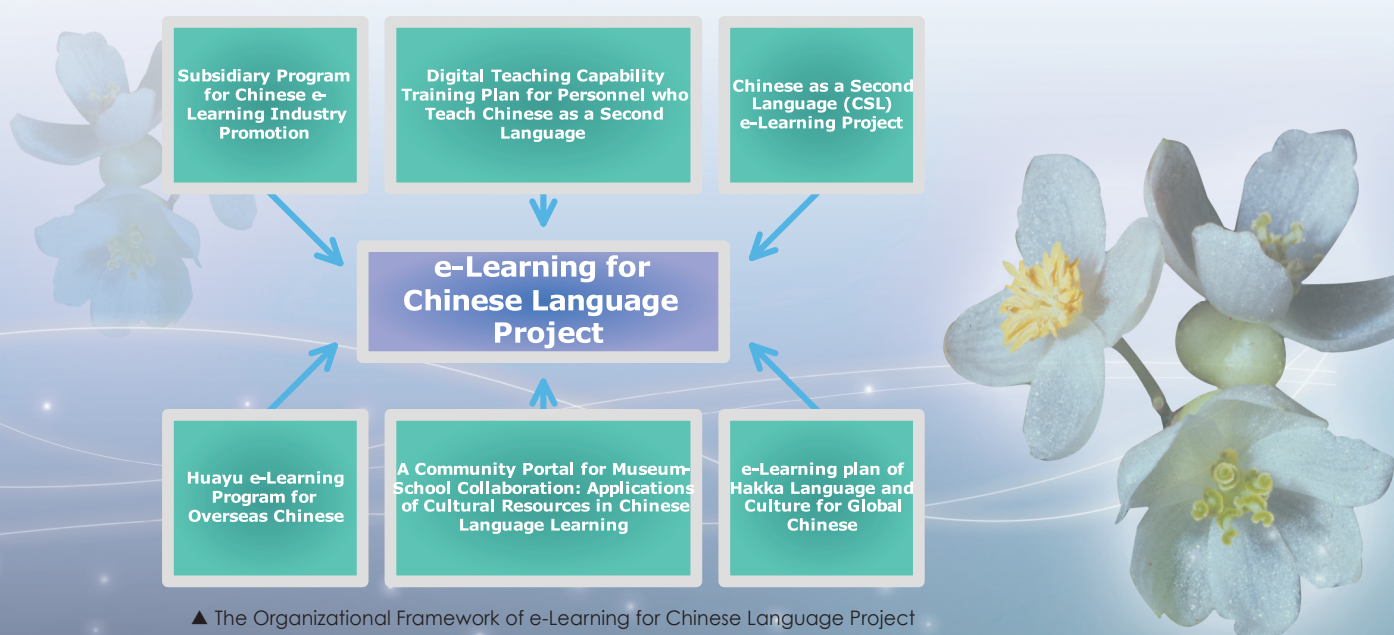 Subsidiary Program
for Chinese e-
Learning Industry
Promotion
Digital Teaching Capability
Training Plan for Personnel who
Teach Chinese as a Second
Language
Chinese as a Second
Language (CSL)
e-Learning Project
e-Learning for
Chinese Language
Project
Huayu e-Learning
Program for
Overseas Chinese
A Community Portal for Museum-
School Collaboration: Applications
of Cultural Resources in Chinese
Language Learning
e-Learning plan of
Hakka Language and
Culture for Global
Chinese
▲ The Organizational Framework of e-Learning for Chinese Language Project